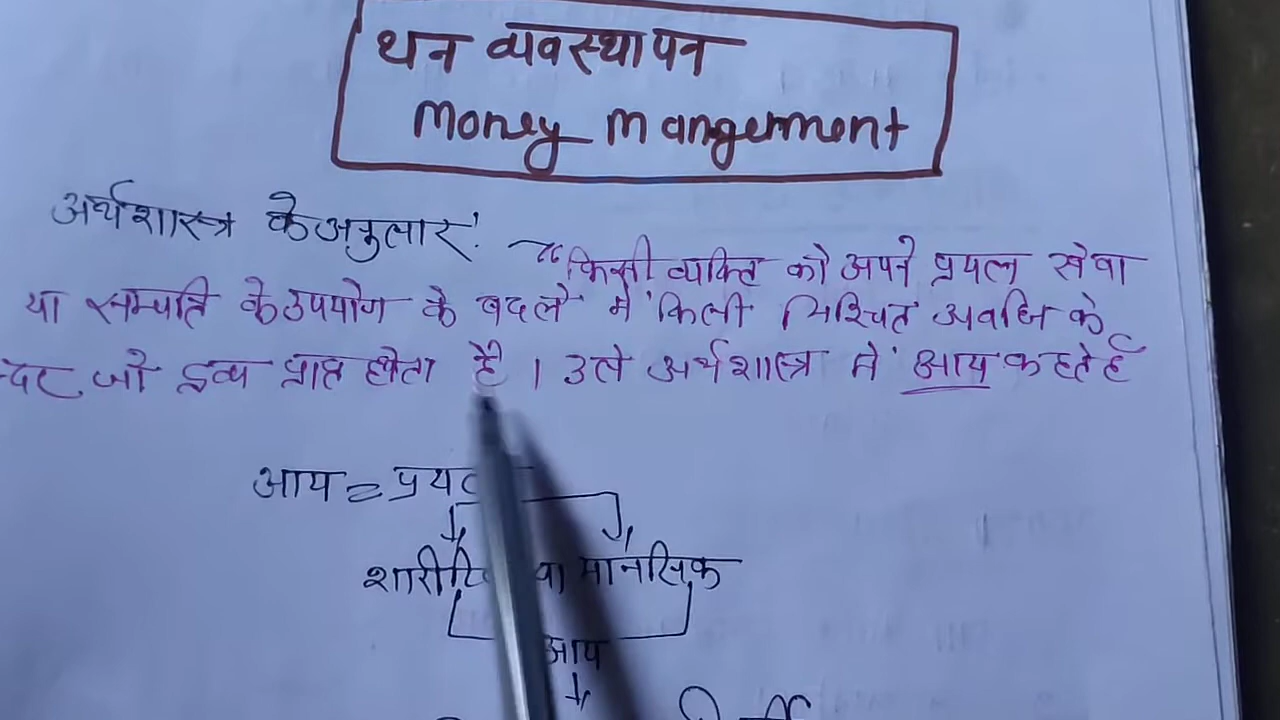 धन व्यवस्थापन
Money mangement
अर्थशास्त्र के अनुसार:
"किसी व्यक्ति को अपने प्रयत्न सेवा
या सम्पत्ति के उपयोग के बदले में किसी निश्चित अवधि के
न्दर जो द्रव्य प्राप्त होता है । उसे अर्थशास्त्र में आय कहते है
आय = प्रयत्
शारीरि वा मानसिक
आय